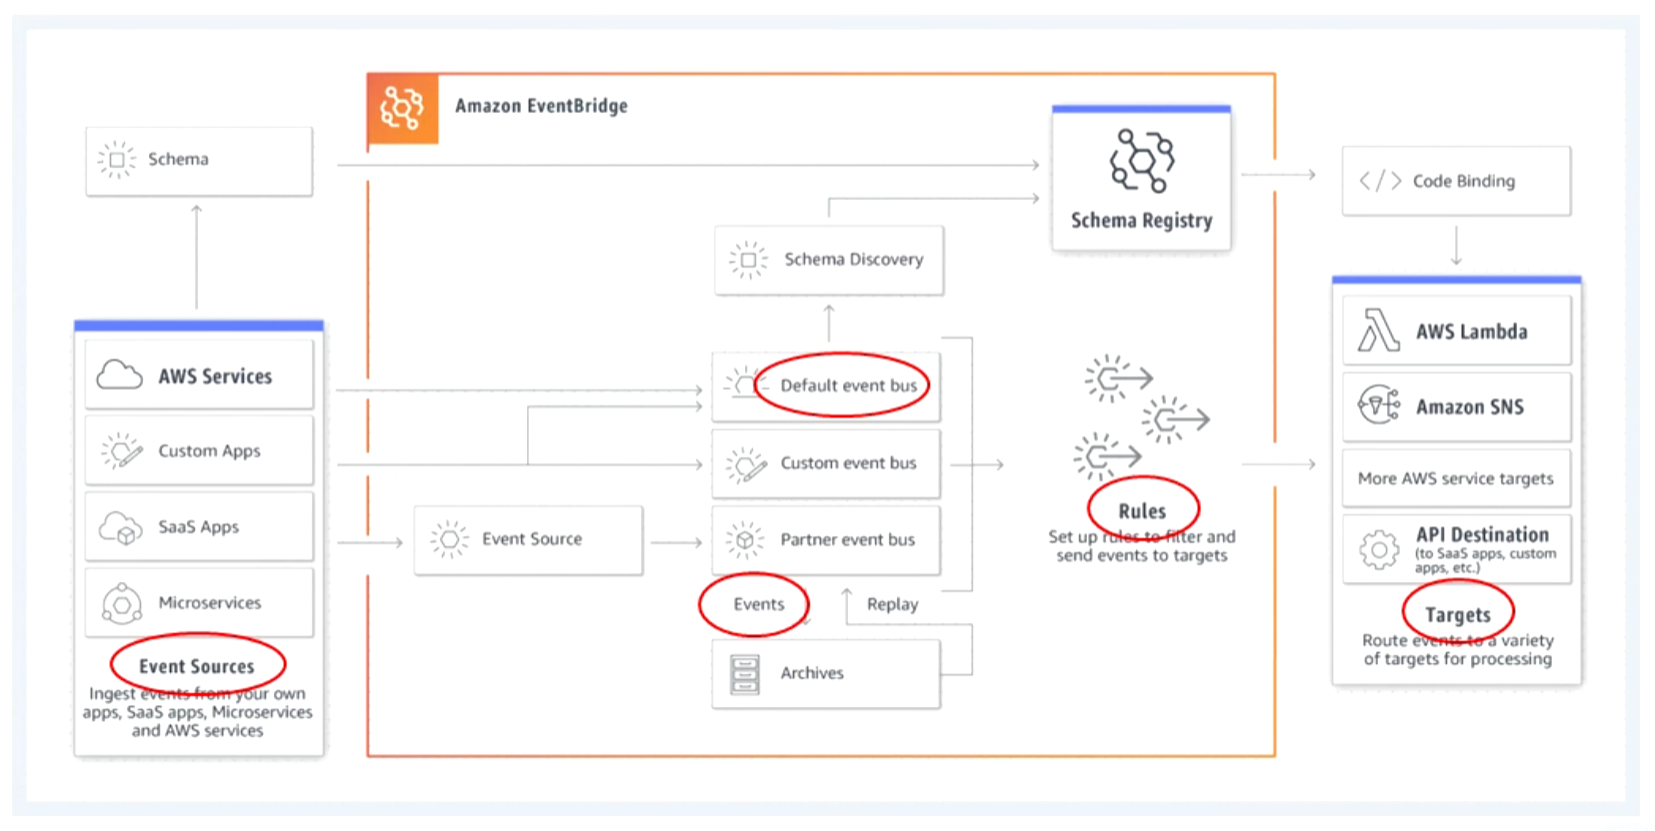 Amazon EventBridge
Schema
Schema Registry
Code Binding
Schema Discovery
AWS Services
Custom Apps
SaaS Apps
Microservices
Event Sources
Ingest events from your own
apps, SaaS apps, Microservices
and AWS services
Event Source
Default event bus
Custom event bus
Partner event bus
Events
Replay
Archives
Rules
Set up rules to filter and
send events to targets
AWS Lambda
Amazon SNS
More AWS service targets
API Destination
(to SaaS apps, custom
apps, etc.)
Targets
Route events to a variety
of targets for processing